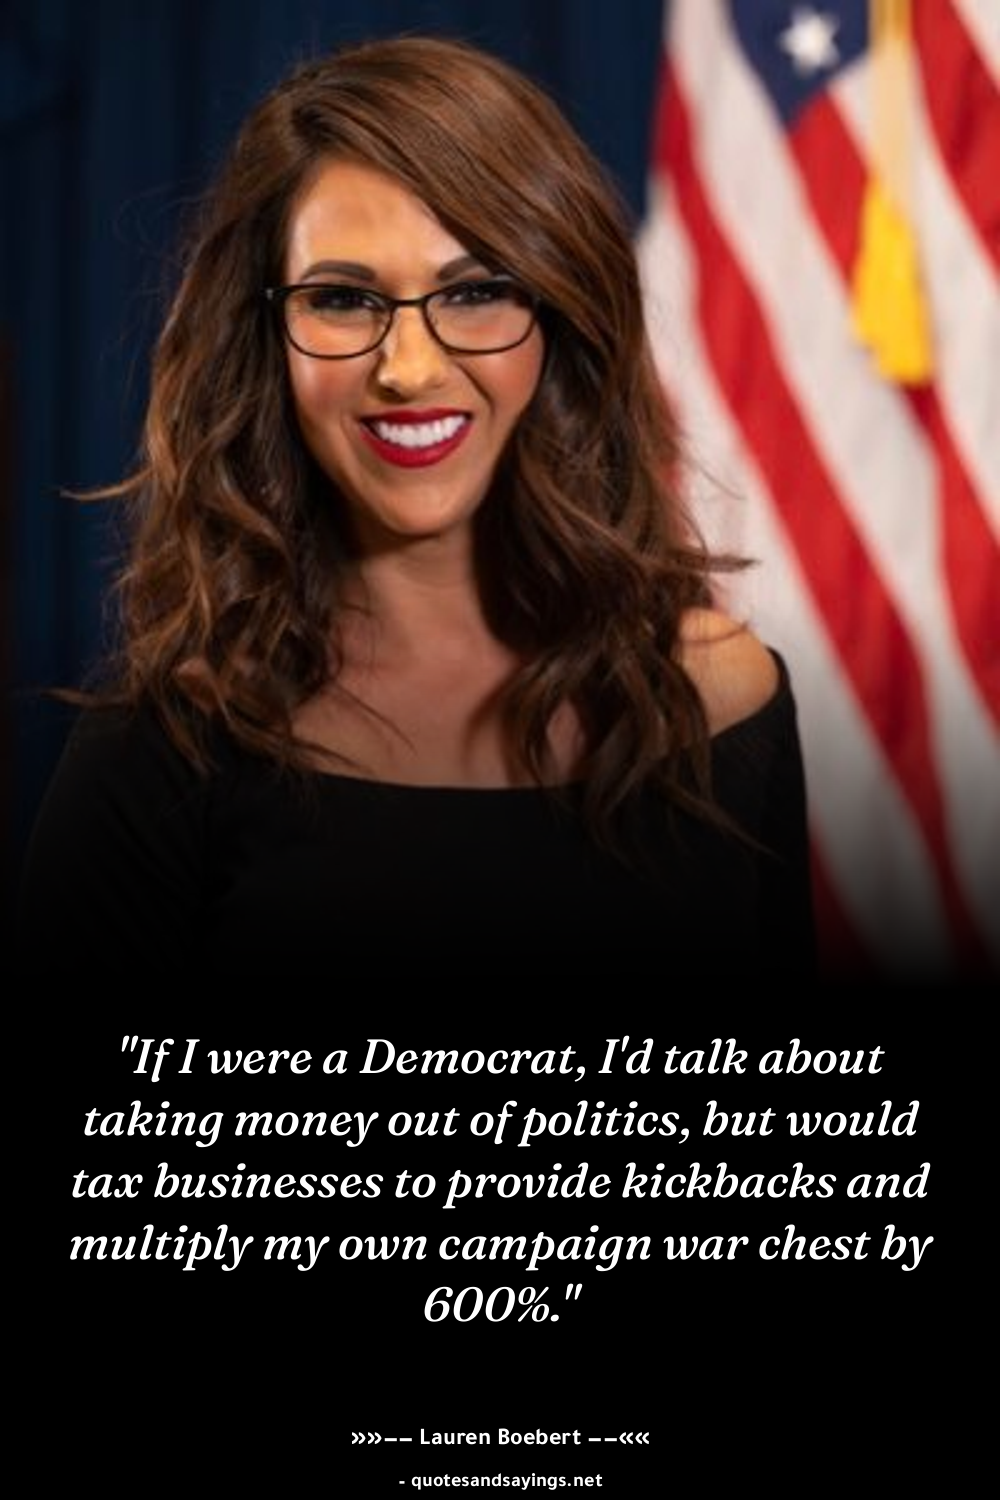 "If I were a Democrat, I'd talk about
taking money out of politics, but would
tax businesses to provide kickbacks and
multiply my own campaign war chest by
600%."
»»−− Lauren Boebert −−««
- quotesandsayings.net